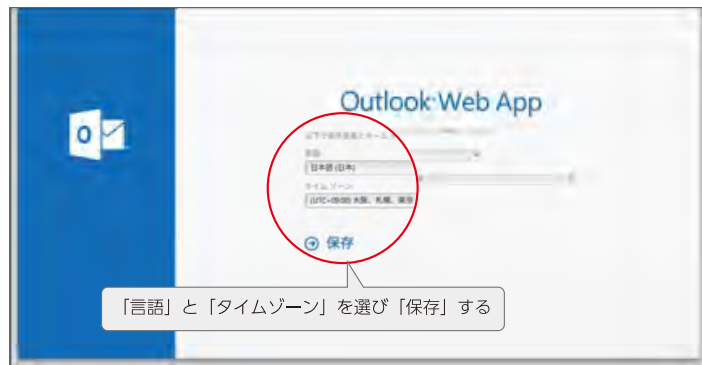 Outlook Web App
言語:
日本語 (日本)
タイム ゾーン:
(UTC+09:00) 大阪、札幌、東京
保存
「言語」と「タイムゾーン」を選び「保存」する